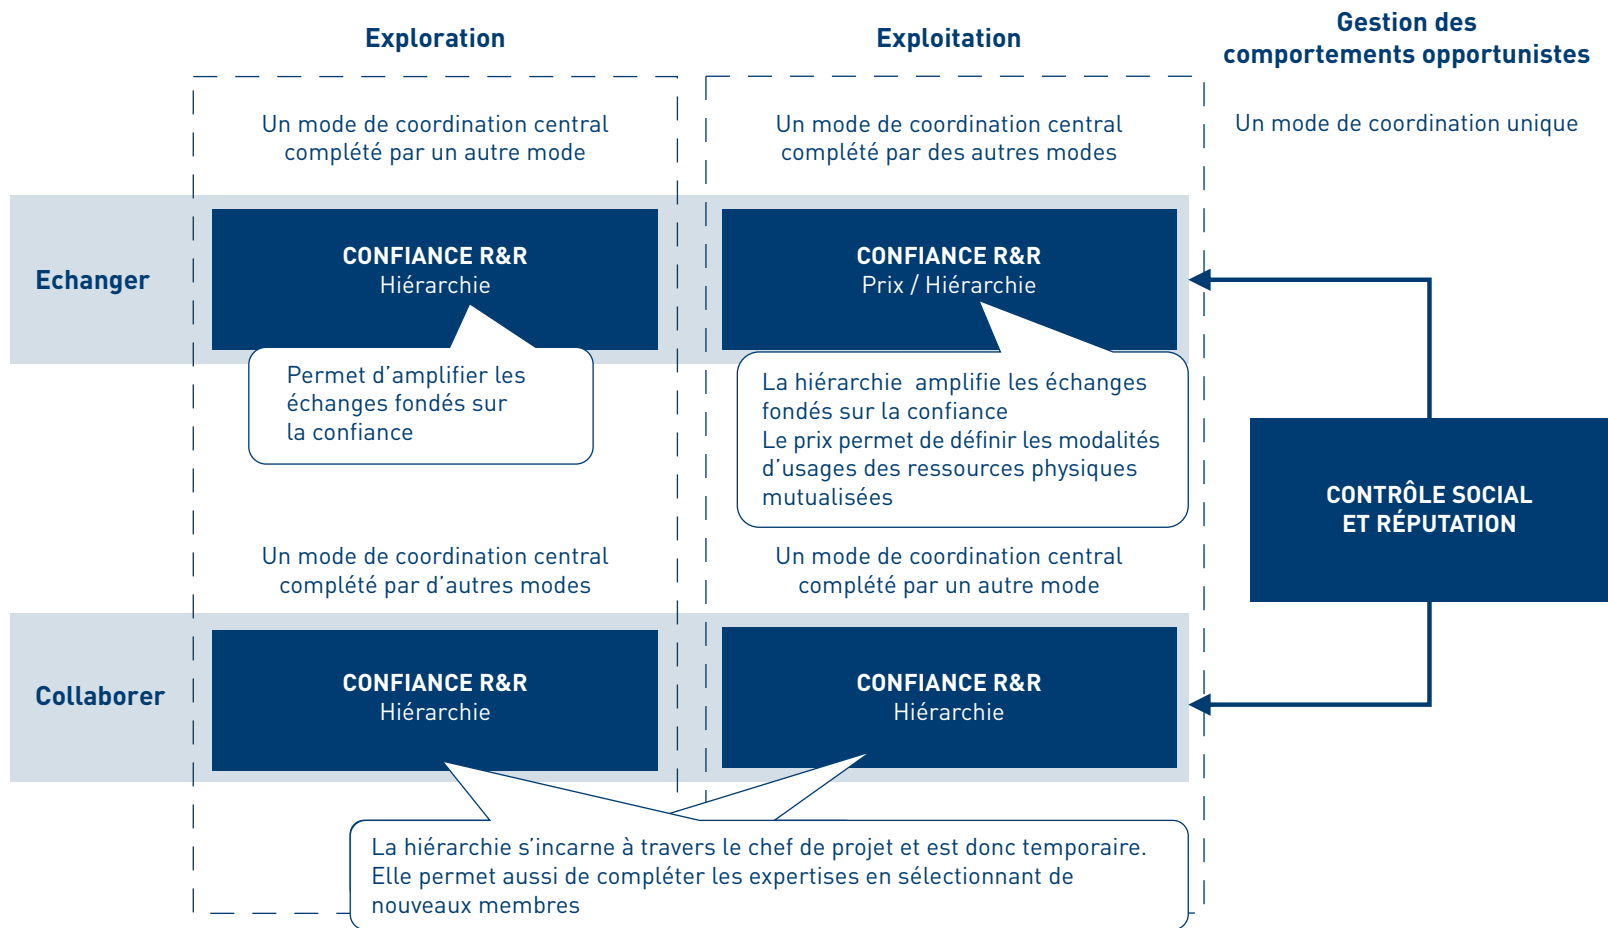 Exploration
Exploitation
Gestion des
comportements opportunistes
Un mode de coordination central
complété par un autre mode
Un mode de coordination central
complété par des autres modes
Un mode de coordination unique
Echanger
CONFIANCE R&R
Hiérarchie
CONFIANCE R&R
Prix / Hiérarchie
Permet d'amplifier les
échanges fondés sur
la confiance
La hiérarchie  amplifie les échanges
fondés sur la confiance
Le prix permet de définir les modalités
d'usages des ressources physiques
mutualisées
CONTRÔLE SOCIAL
ET RÉPUTATION
Un mode de coordination central
complété par d'autres modes
Un mode de coordination central
complété par un autre mode
Collaborer
CONFIANCE R&R
Hiérarchie
CONFIANCE R&R
Hiérarchie
La hiérarchie s'incarne à travers le chef de projet et est donc temporaire.
Elle permet aussi de compléter les expertises en sélectionnant de
nouveaux membres